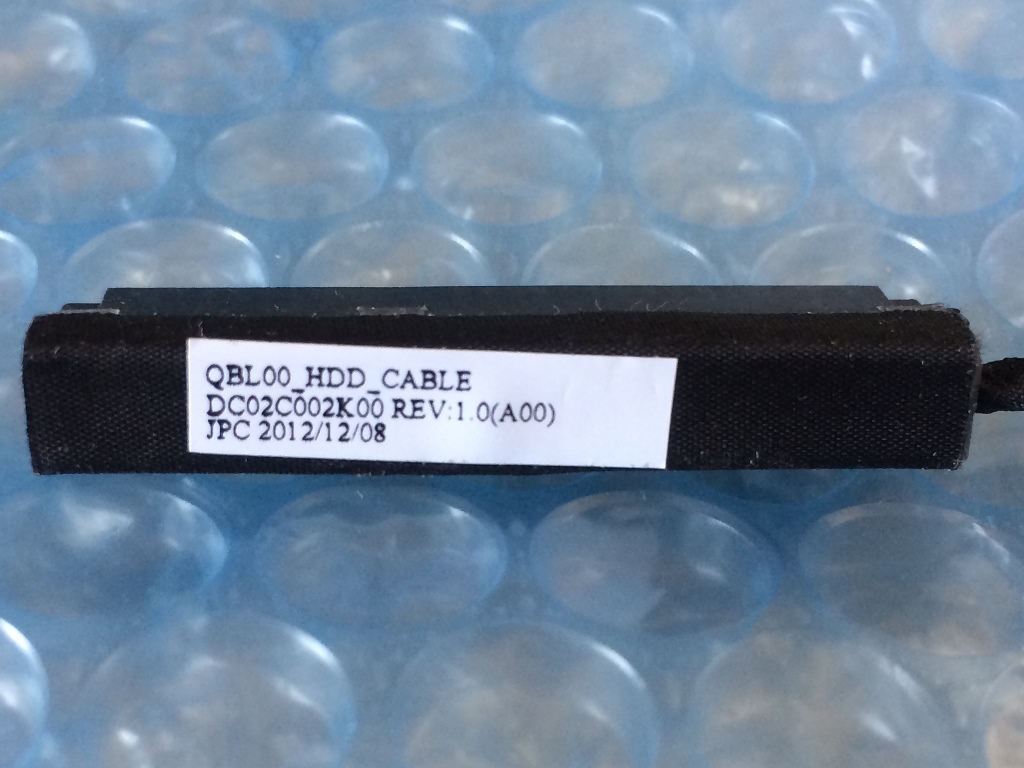 QBL00_HDD_CABLE
DC02C002K00 REV:1.0(A00)
JPC 2012/12/08